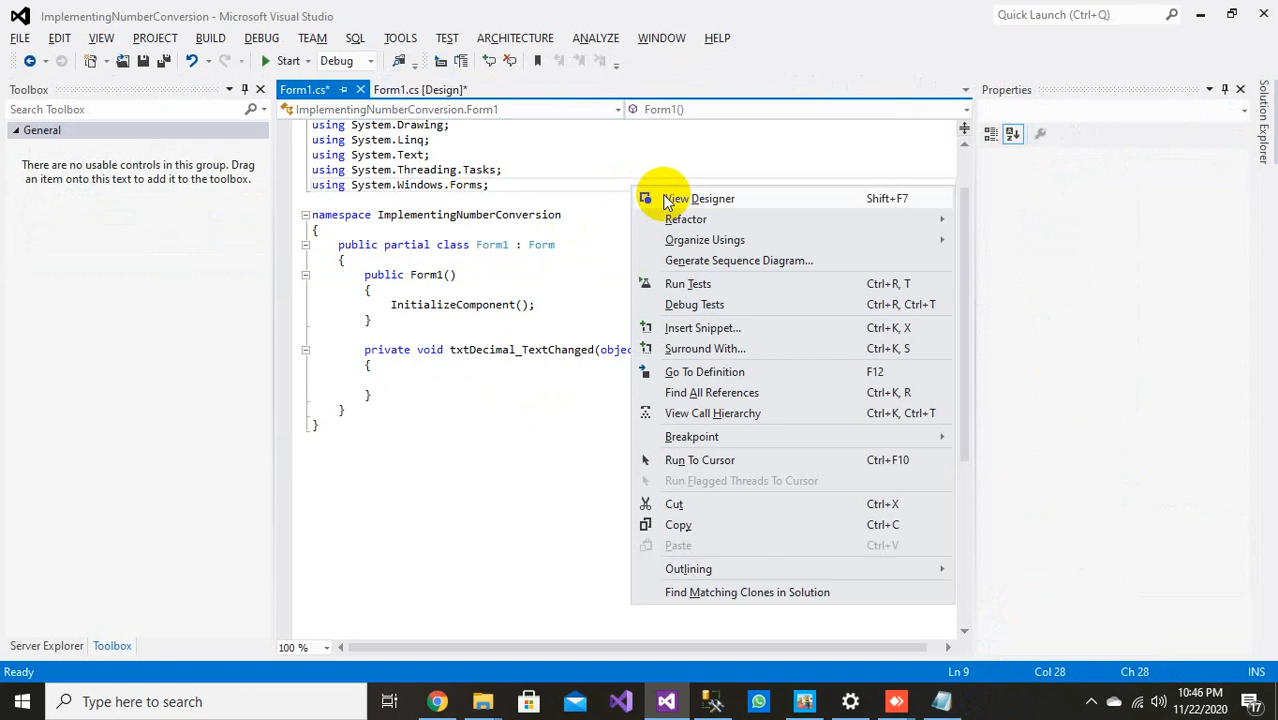 ImplementingNumberConversion - Microsoft Visual Studio
Quick Launch (Ctrl+Q)
FILE EDIT VIEW PROJECT BUILD DEBUG TEAM SQL TOOLS TEST ARCHITECTURE ANALYZE WINDOW HELP
Start Debug
Toolbox
Form1.cs* Form1.cs [Design]*
Properties
Solution Explorer
Search Toolbox
ImplementingNumberConversion.Form1
Form1()
General
There are no usable controls in this group. Drag
an item onto this text to add it to the toolbox.
using System.Drawing;
using System.Linq;
using System.Text;
using System.Threading.Tasks;
using System.Windows.Forms;
namespace ImplementingNumberConversion
{
public partial class Form1 : Form
{
public Form1()
{
InitializeComponent();
}
private void txtDecimal_TextChanged(objec
{
}
}
}
View Designer Shift+F7
Refactor
Organize Usings
Generate Sequence Diagram...
Run Tests Ctrl+R, T
Debug Tests Ctrl+R, Ctrl+T
Insert Snippet... Ctrl+K, X
Surround With... Ctrl+K, S
Go To Definition F12
Find All References Ctrl+K, R
View Call Hierarchy Ctrl+K, Ctrl+T
Breakpoint
Run To Cursor Ctrl+F10
Run Flagged Threads To Cursor
Cut Ctrl+X
Copy Ctrl+C
Paste Ctrl+V
Outlining
Find Matching Clones in Solution
Server Explorer Toolbox
100 %
Ready
Ln 9 Col 28 Ch 28 INS
Type here to search
10:46 PM
11/22/2020
17